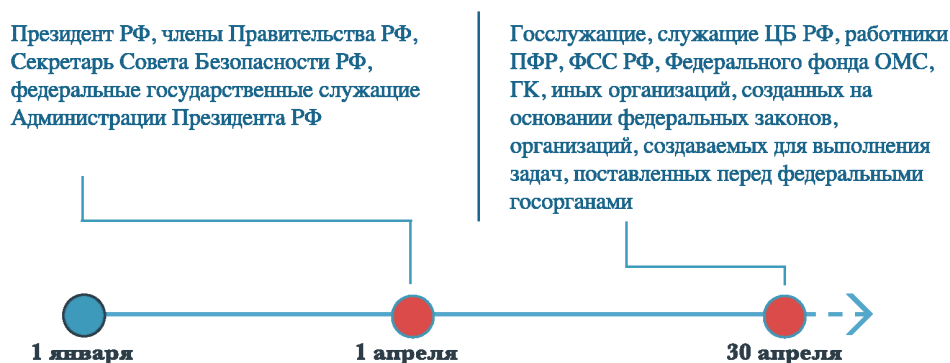 Президент РФ, члены Правительства РФ,
Секретарь Совета Безопасности РФ,
федеральные государственные служащие
Администрации Президента РФ
Госслужащие, служащие ЦБ РФ, работники
ПФР, ФСС РФ, Федерального фонда ОМС,
ГК, иных организаций, созданных на
основании федеральных законов,
организаций, создаваемых для выполнения
задач, поставленных перед федеральными
госорганами
1 января
1 апреля
30 апреля